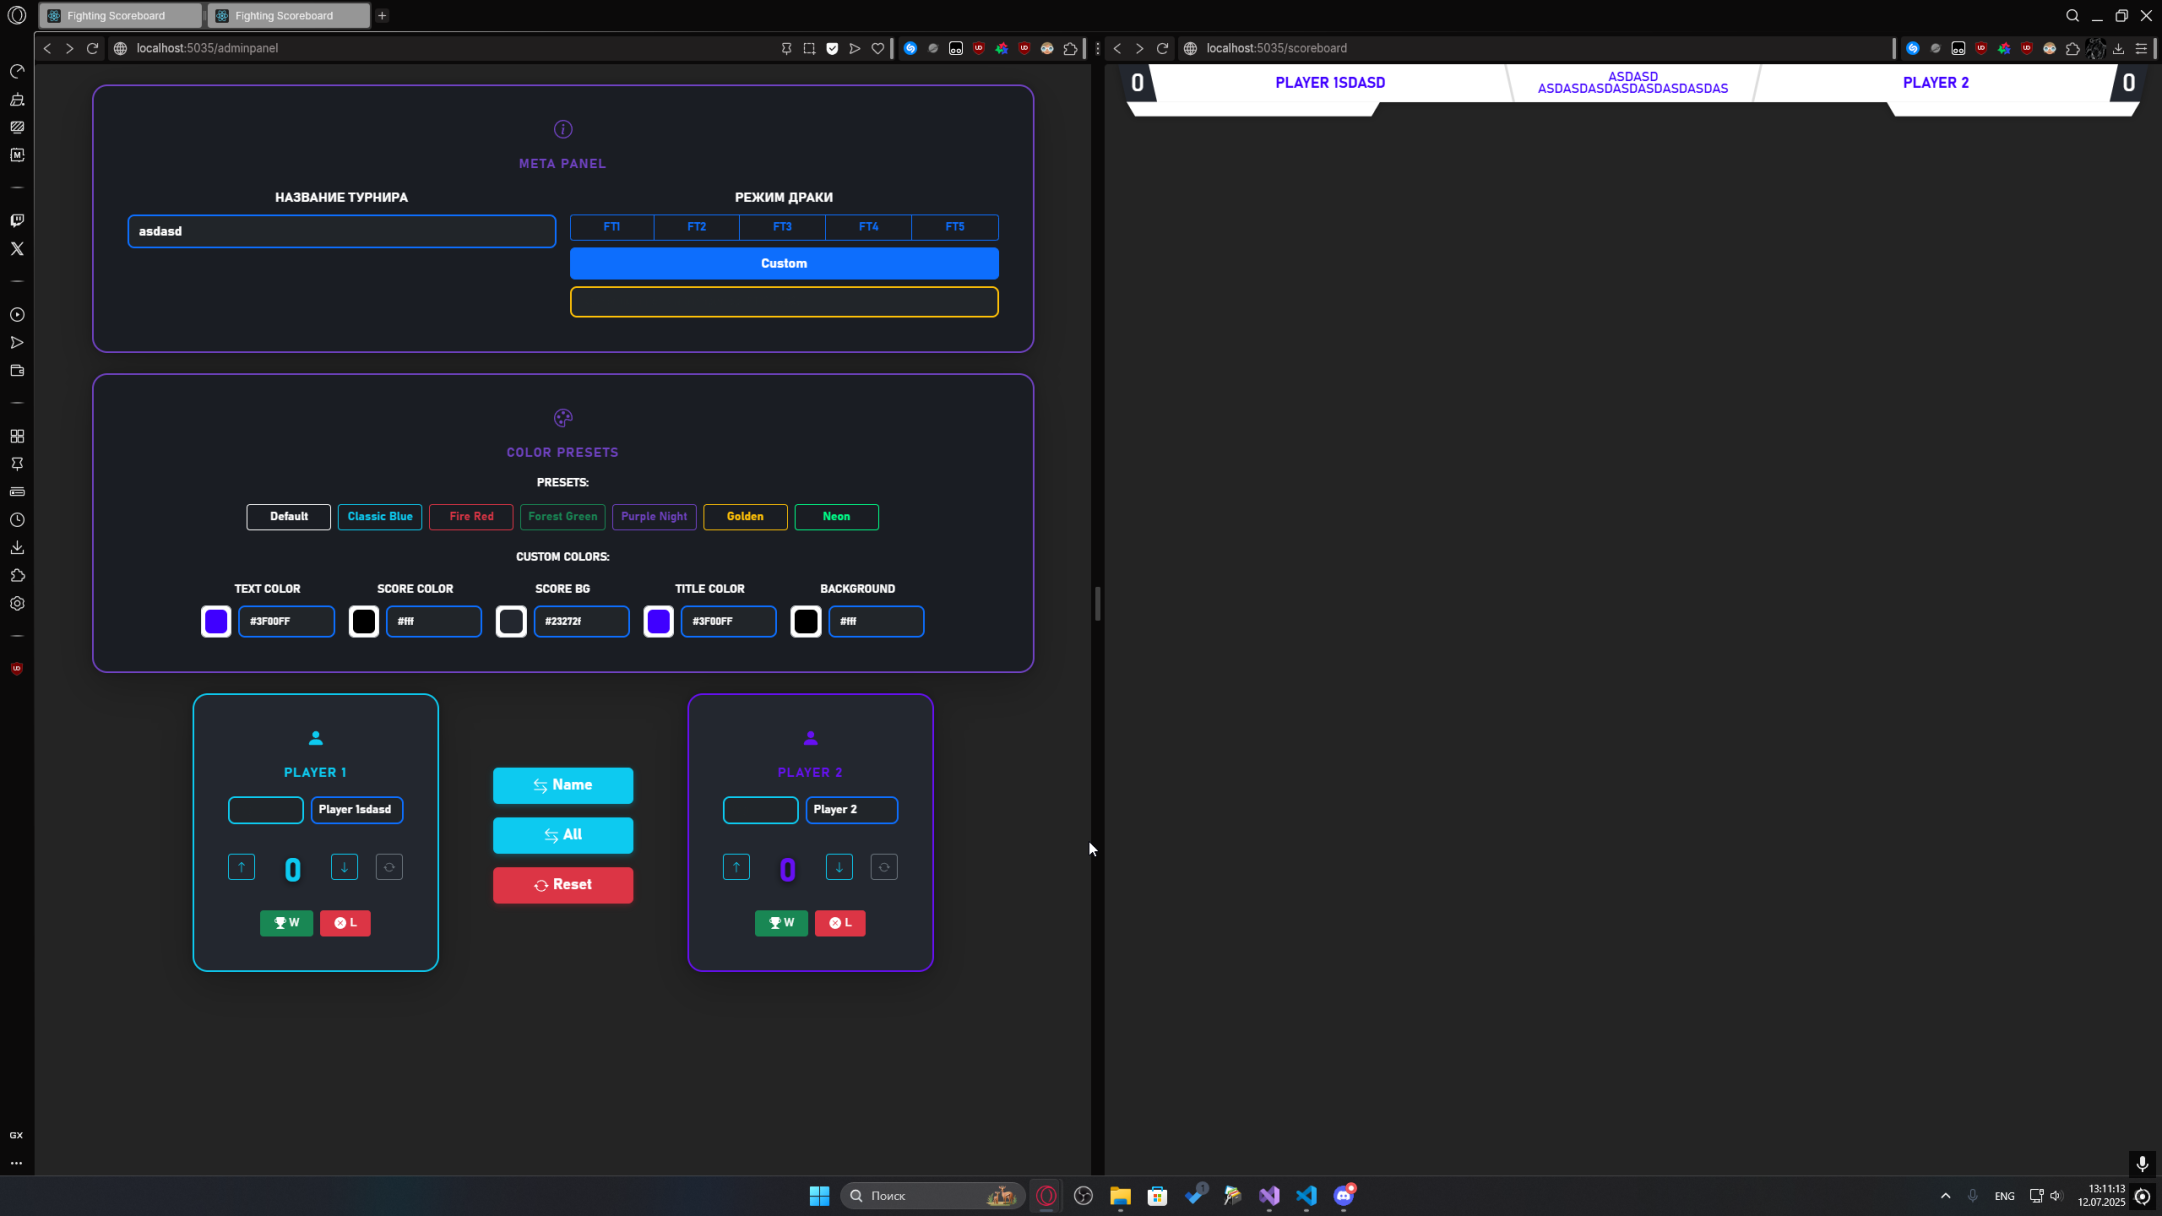 Fighting Scoreboard
Fighting Scoreboard
localhost:5035/adminpanel
localhost:5035/scoreboard
META PANEL
НАЗВАНИЕ ТУРНИРА
asdasd
РЕЖИМ ДРАКИ
FT1 FT2 FT3 FT4 FT5
Custom
COLOR PRESETS
PRESETS:
Default Classic Blue Fire Red Forest Green Purple Night Golden Neon
CUSTOM COLORS:
TEXT COLOR SCORE COLOR SCORE BG TITLE COLOR BACKGROUND
#3F00FF #fff #23272f #3F00FF #fff
PLAYER 1
Player 1sdasd
0
W L
Name
All
Reset
PLAYER 2
Player 2
0
W L
0 PLAYER 1SDASD
ASDASD
ASDASDASDASDASDASDAS
PLAYER 2 0
GX
Поиск
1
ENG
13:11:13
12.07.2025